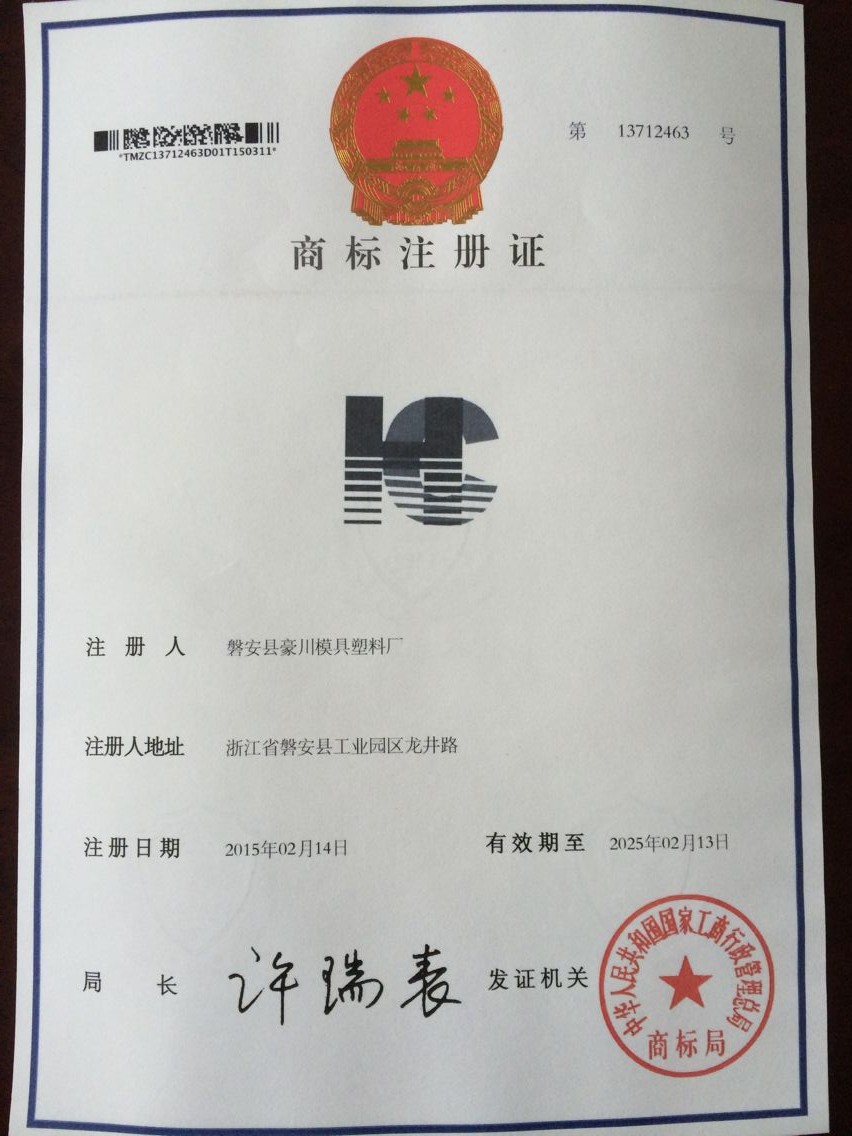 *TMZC13712463D01T150311*
第 13712463 号
商标注册证
HC
注册人 磐安县豪川模具塑料厂
注册人地址 浙江省磐安县工业园区龙井路
注册日期 2015年02月14日 有效期至 2025年02月13日
局长 许瑞表 发证机关
中华人民共和国国家工商行政管理总局
商标局